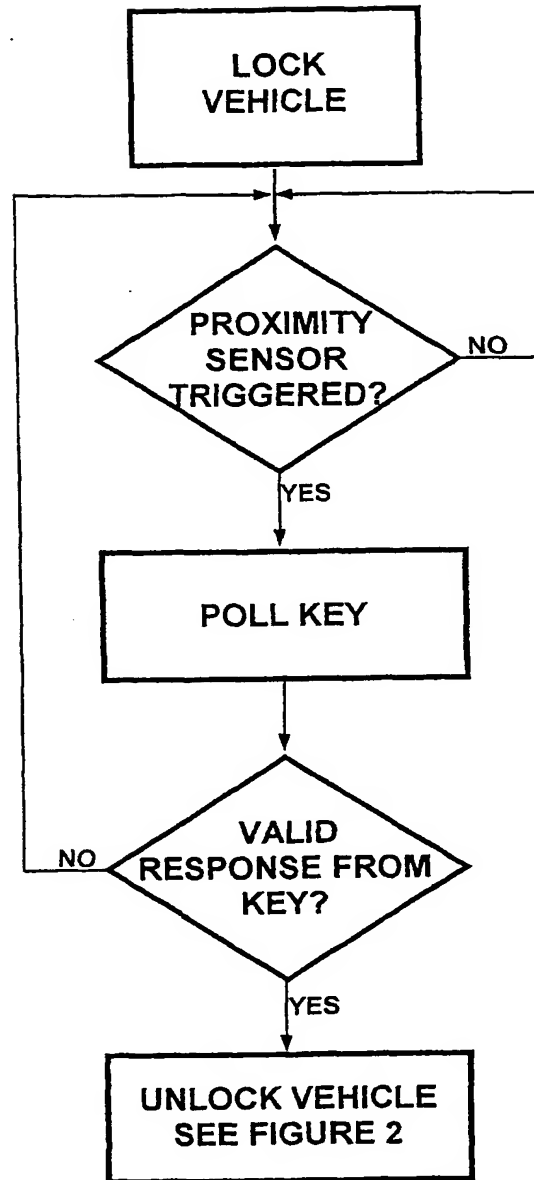 LOCK
VEHICLE
PROXIMITY
SENSOR
TRIGGERED?
NO
YES
POLL KEY
VALID
RESPONSE FROM
KEY?
NO
YES
UNLOCK VEHICLE
SEE FIGURE 2